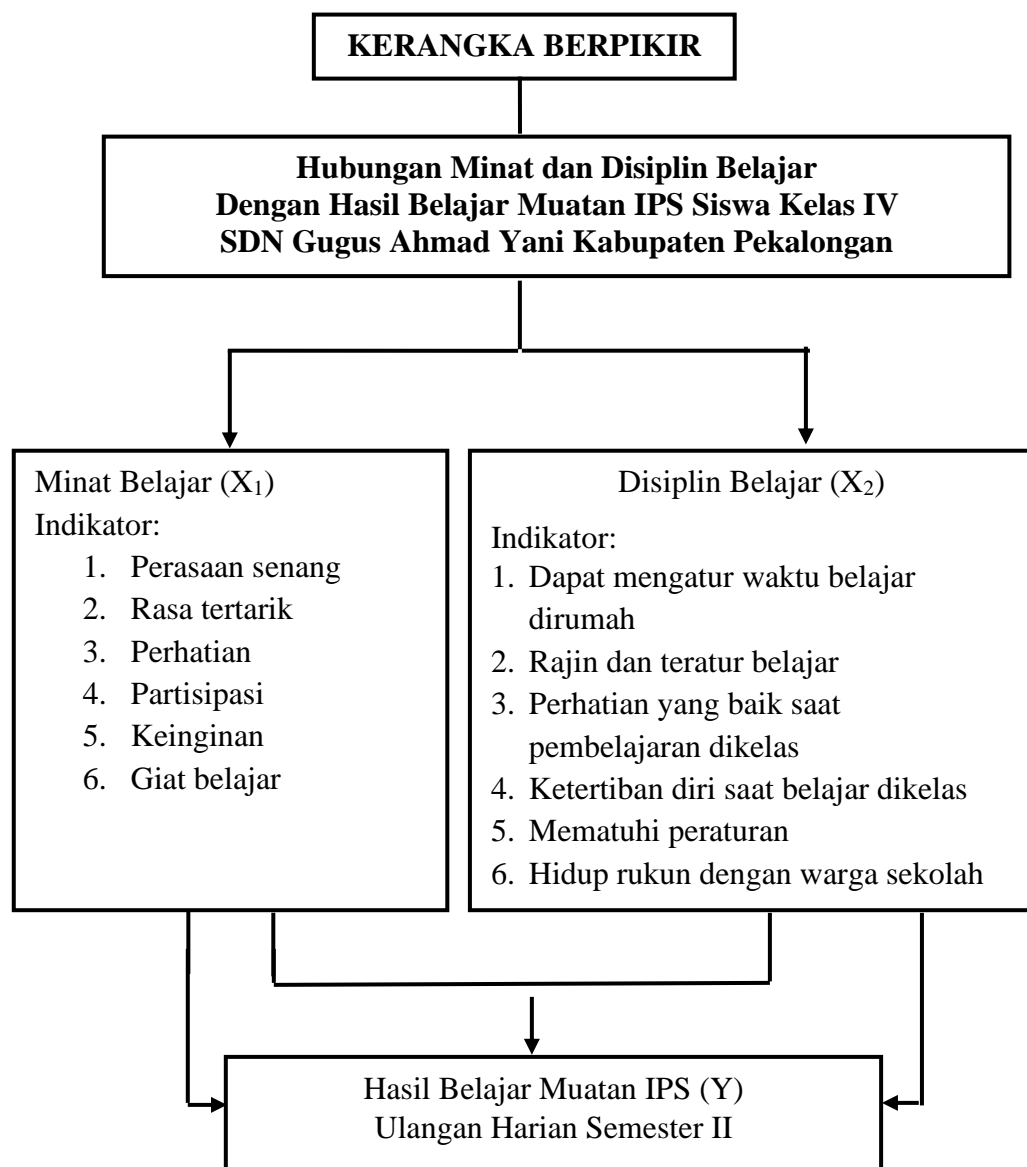 KERANGKA BERPIKIR
Hubungan Minat dan Disiplin Belajar
Dengan Hasil Belajar Muatan IPS Siswa Kelas IV
SDN Gugus Ahmad Yani Kabupaten Pekalongan
Minat Belajar (X₁)
Indikator:
1. Perasaan senang
2. Rasa tertarik
3. Perhatian
4. Partisipasi
5. Keinginan
6. Giat belajar
Disiplin Belajar (X₂)
Indikator:
1. Dapat mengatur waktu belajar
dirumah
2. Rajin dan teratur belajar
3. Perhatian yang baik saat
pembelajaran dikelas
4. Ketertiban diri saat belajar dikelas
5. Mematuhi peraturan
6. Hidup rukun dengan warga sekolah
Hasil Belajar Muatan IPS (Y)
Ulangan Harian Semester II